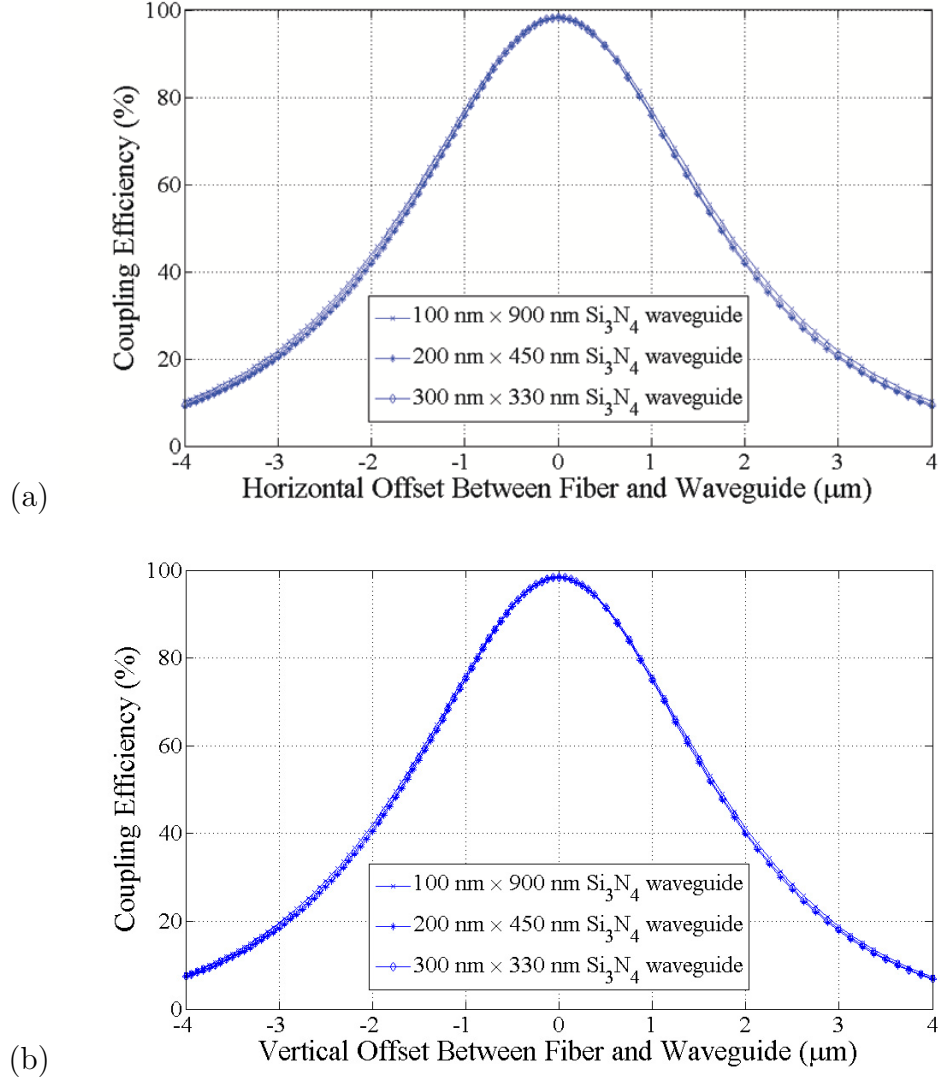 (a)
Coupling Efficiency (%)
100
80
60
40
20
0
100 nm × 900 nm Si₃N₄ waveguide
200 nm × 450 nm Si₃N₄ waveguide
300 nm × 330 nm Si₃N₄ waveguide
-4 -3 -2 -1 0 1 2 3 4
Horizontal Offset Between Fiber and Waveguide (μm)
(b)
Coupling Efficiency (%)
100
80
60
40
20
0
100 nm × 900 nm Si₃N₄ waveguide
200 nm × 450 nm Si₃N₄ waveguide
300 nm × 330 nm Si₃N₄ waveguide
-4 -3 -2 -1 0 1 2 3 4
Vertical Offset Between Fiber and Waveguide (μm)